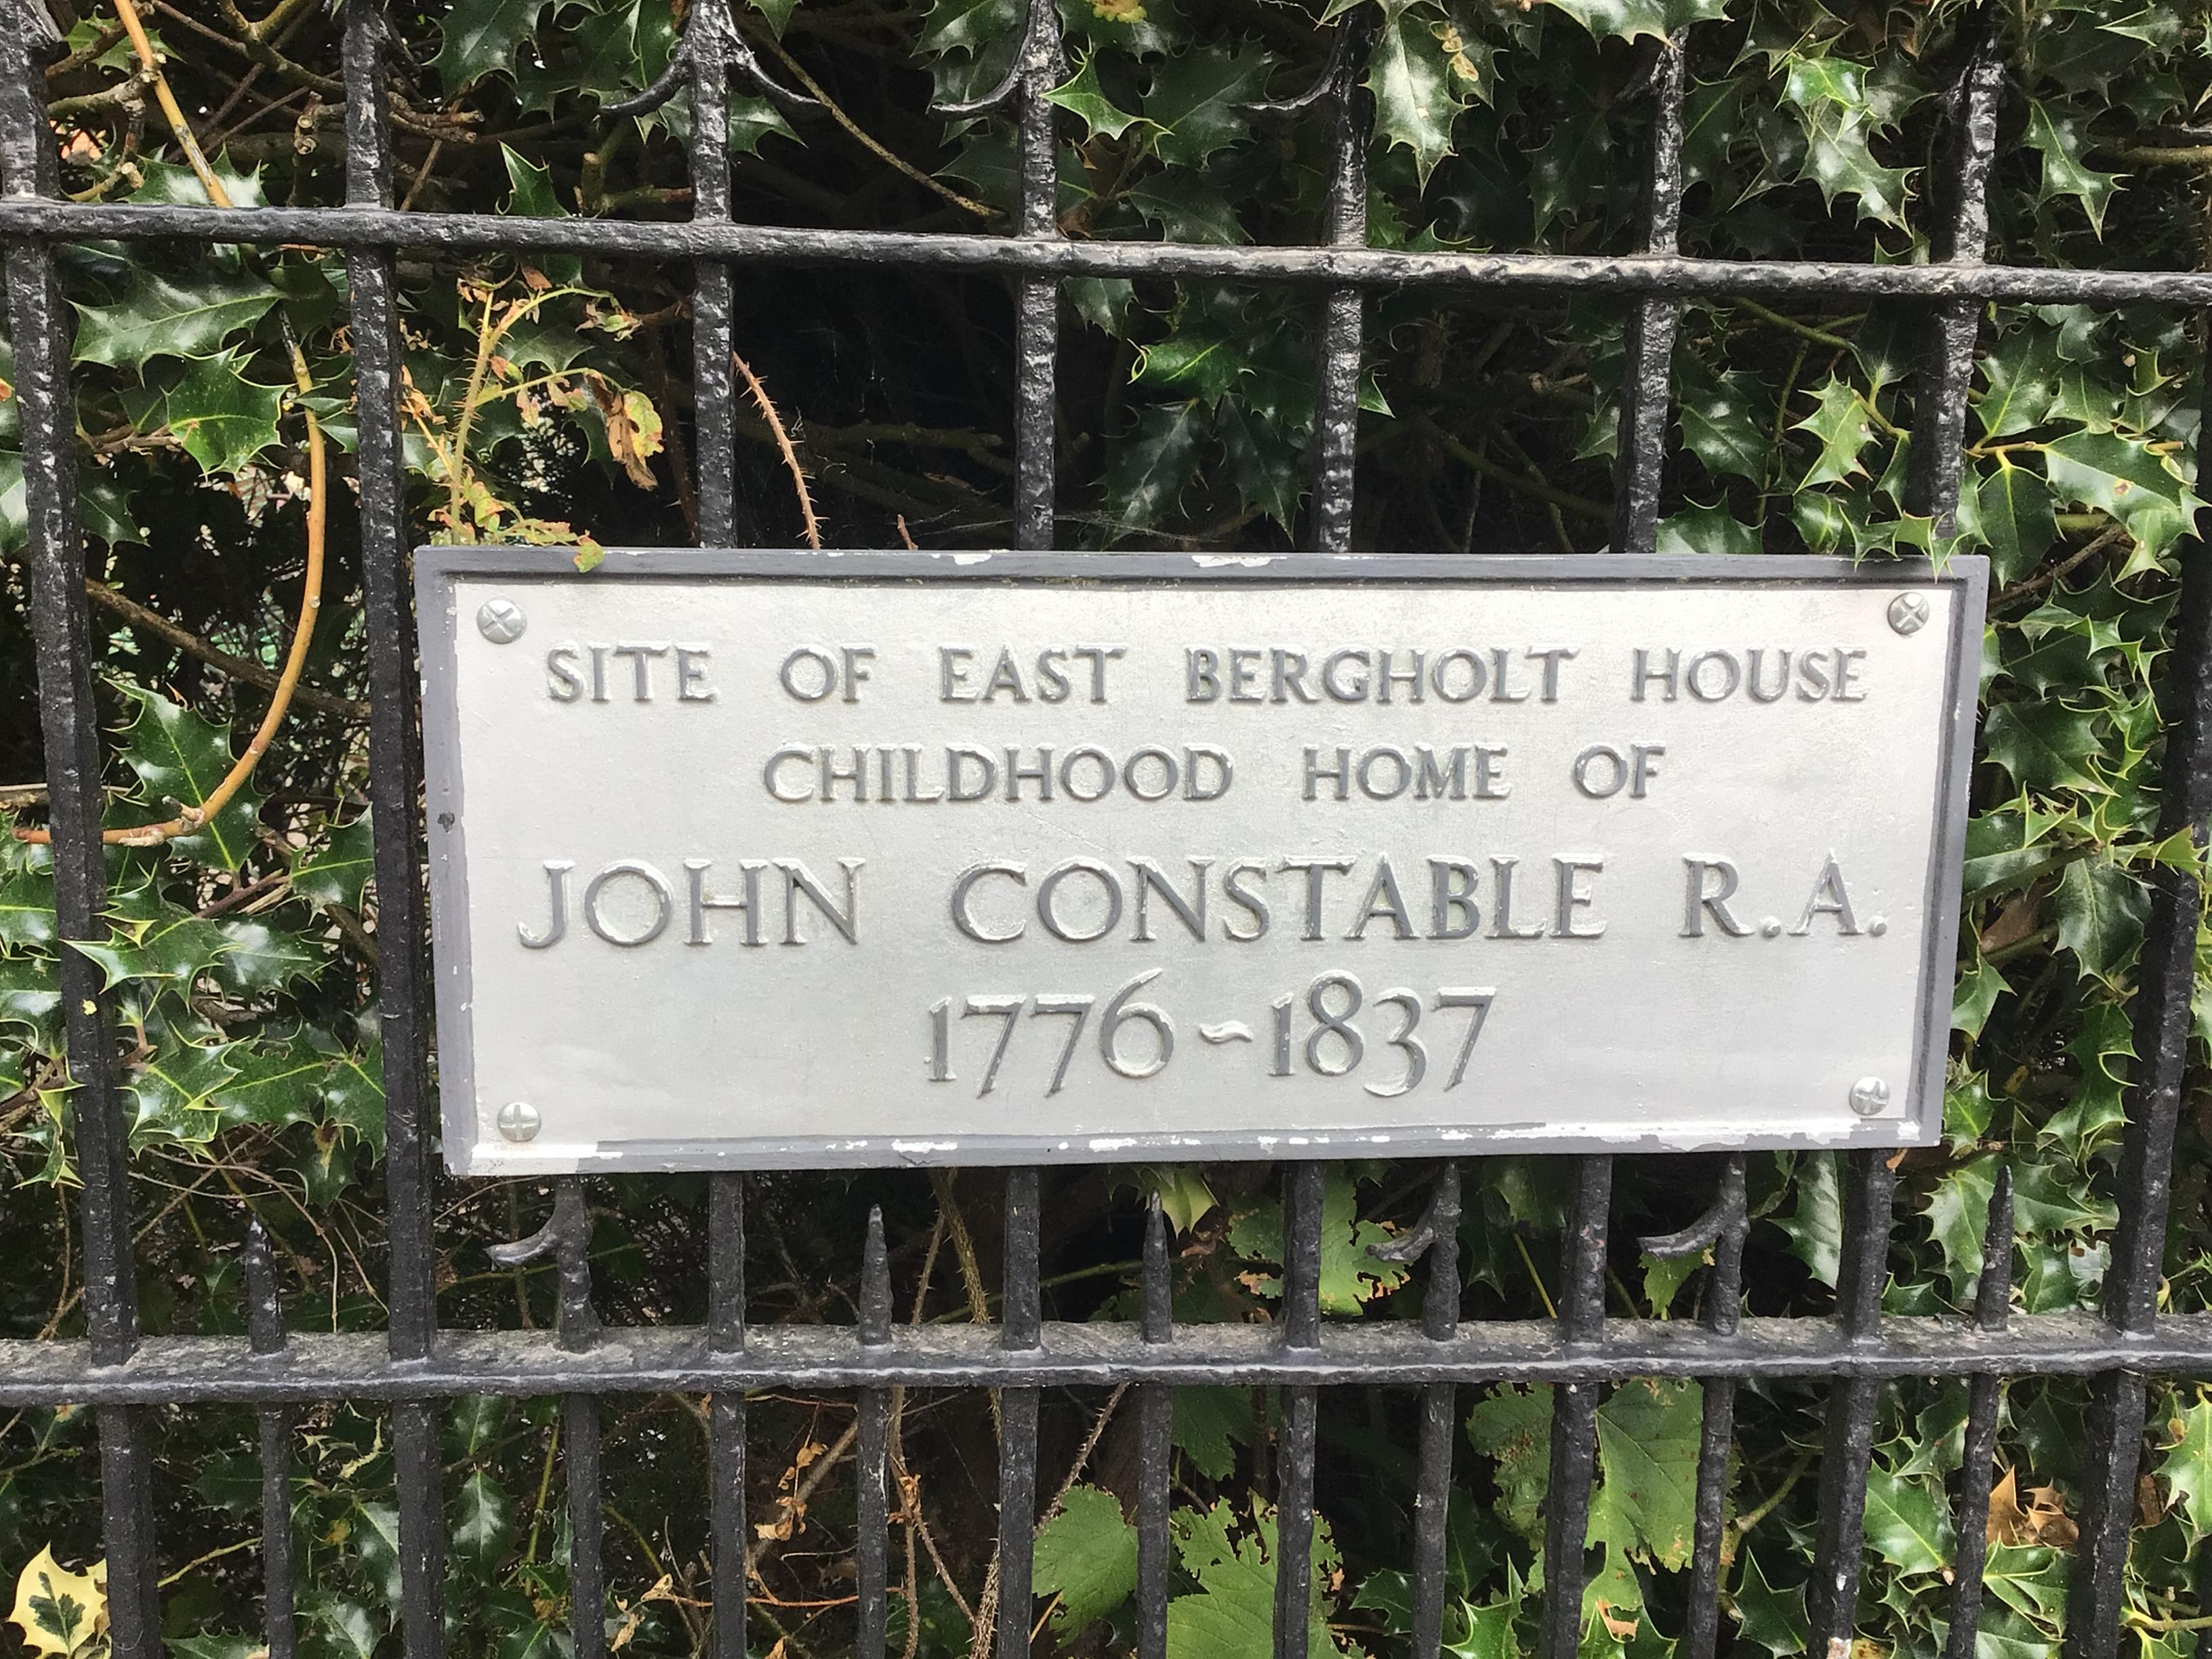 SITE OF EAST BERGHOLT HOUSE
CHILDHOOD HOME OF
JOHN CONSTABLE R.A.
1776~1837